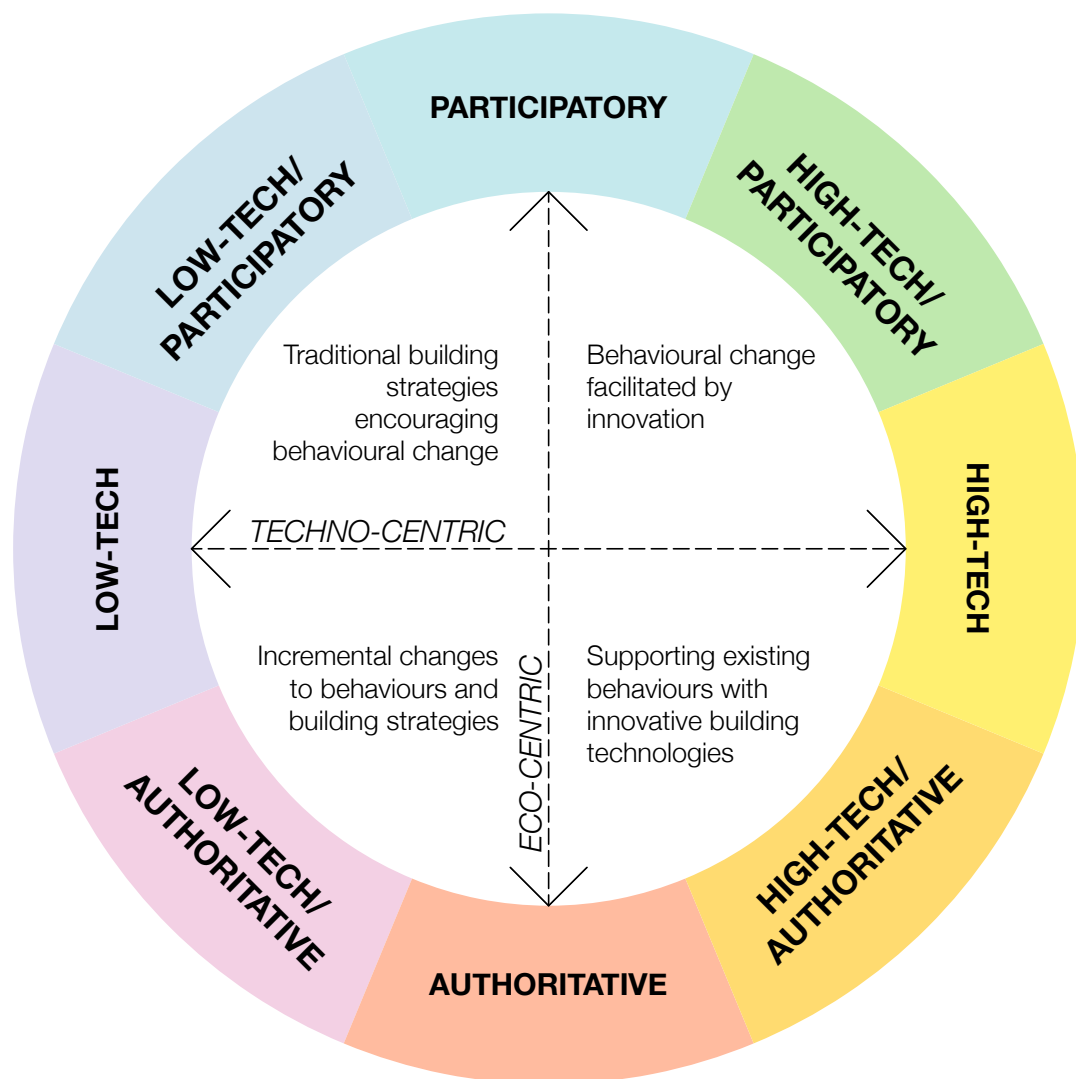 PARTICIPATORY
HIGH-TECH/
PARTICIPATORY
HIGH-TECH
HIGH-TECH/
AUTHORITATIVE
AUTHORITATIVE
LOW-TECH/
AUTHORITATIVE
LOW-TECH
LOW-TECH/
PARTICIPATORY
Traditional building
strategies
encouraging
behavioural change
Behavioural change
facilitated by
innovation
TECHNO-CENTRIC
ECO-CENTRIC
Incremental changes
to behaviours and
building strategies
Supporting existing
behaviours with
innovative building
technologies